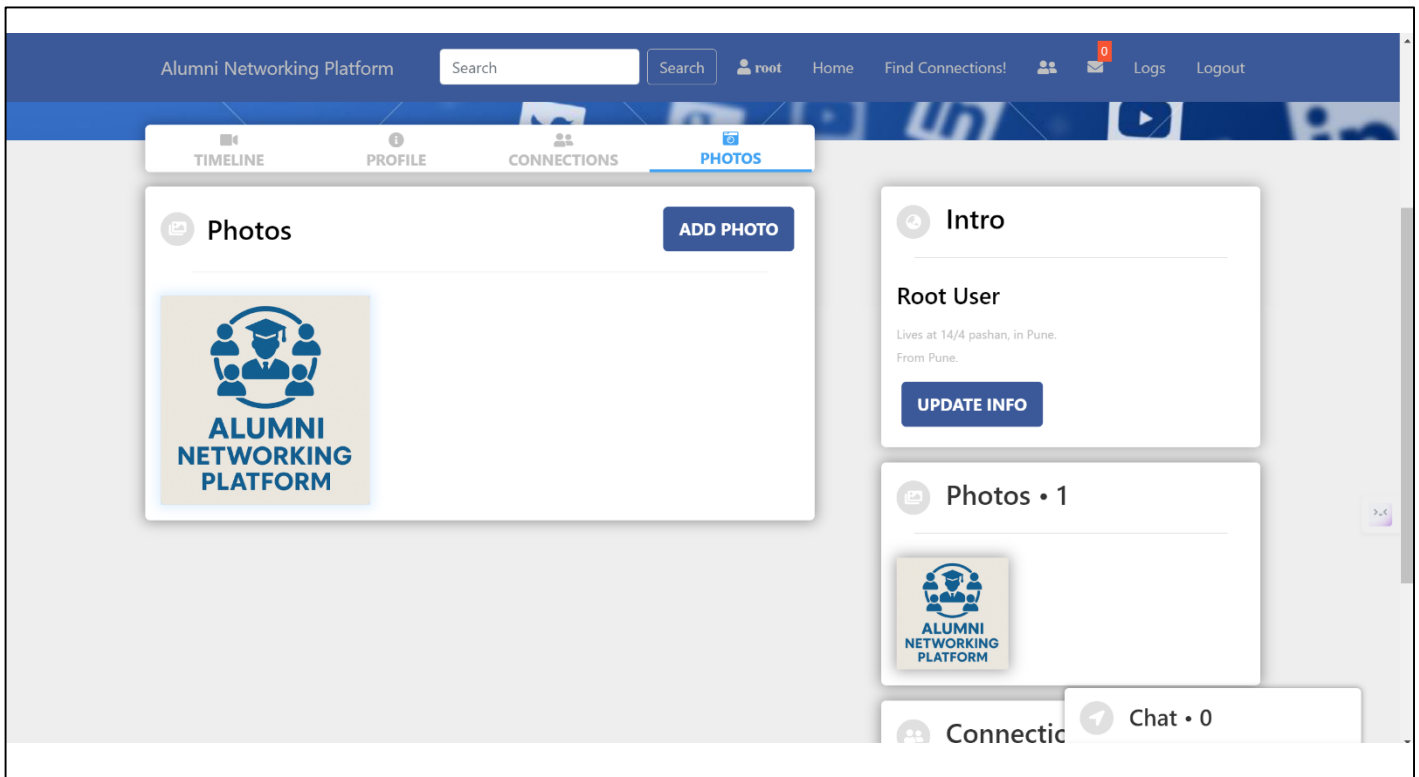 Alumni Networking Platform Search Search root Home Find Connections! 0 Logs Logout
TIMELINE PROFILE CONNECTIONS PHOTOS
Photos
ADD PHOTO
ALUMNI
NETWORKING
PLATFORM
Intro
Root User
Lives at 14/4 pashan, in Pune.
From Pune.
UPDATE INFO
Photos • 1
ALUMNI
NETWORKING
PLATFORM
Connectic
Chat • 0